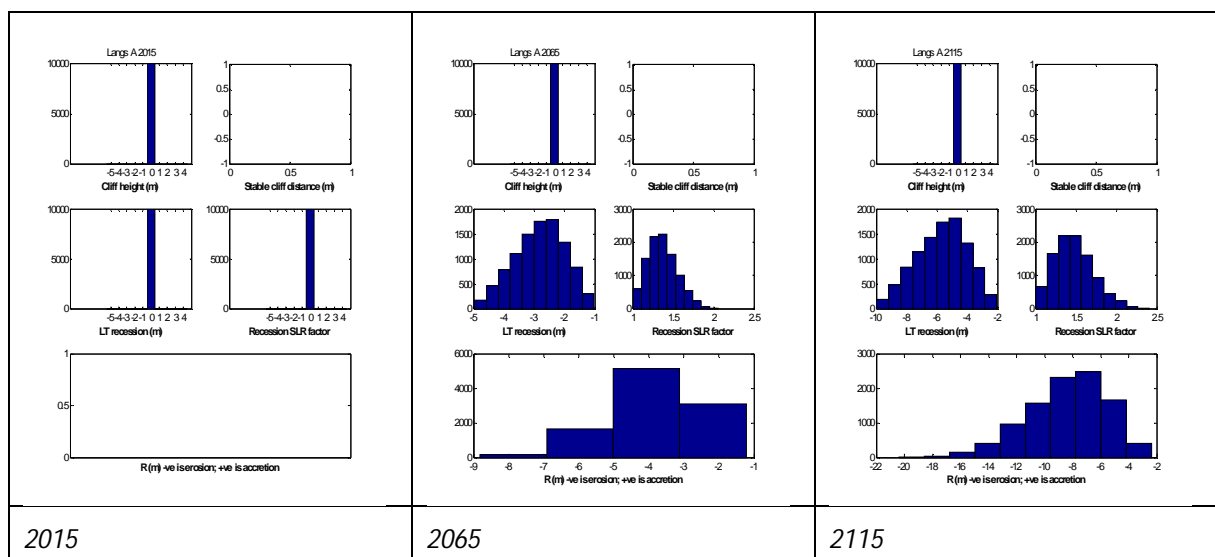 Langs A 2015
10000
5000
0
-5-4-3-2-1 0 1 2 3 4
Cliff height (m)
1
0.5
0
-0.5
-1
0 0.5 1
Stable cliff distance (m)
10000
5000
0
-5-4-3-2-1 0 1 2 3 4
LT recession (m)
10000
5000
0
-5-4-3-2-1 0 1 2 3 4
Recession SLR factor
1
0.5
0
R (m) -ve is erosion; +ve is accretion
2015
Langs A 2065
10000
5000
0
-5-4-3-2-1 0 1 2 3 4
Cliff height (m)
1
0.5
0
-0.5
-1
0 0.5 1
Stable cliff distance (m)
2000
1500
1000
500
0
-5 -4 -3 -2 -1
LT recession (m)
3000
2000
1000
0
1 1.5 2 2.5
Recession SLR factor
6000
4000
2000
0
-9 -8 -7 -6 -5 -4 -3 -2 -1
R (m) -ve is erosion; +ve is accretion
2065
Langs A 2115
10000
5000
0
-5-4-3-2-1 0 1 2 3 4
Cliff height (m)
1
0.5
0
-0.5
-1
0 0.5 1
Stable cliff distance (m)
2000
1500
1000
500
0
-10 -8 -6 -4 -2
LT recession (m)
3000
2000
1000
0
1 1.5 2 2.5
Recession SLR factor
3000
2000
1000
0
-22 -20 -18 -16 -14 -12 -10 -8 -6 -4 -2
R (m) -ve is erosion; +ve is accretion
2115